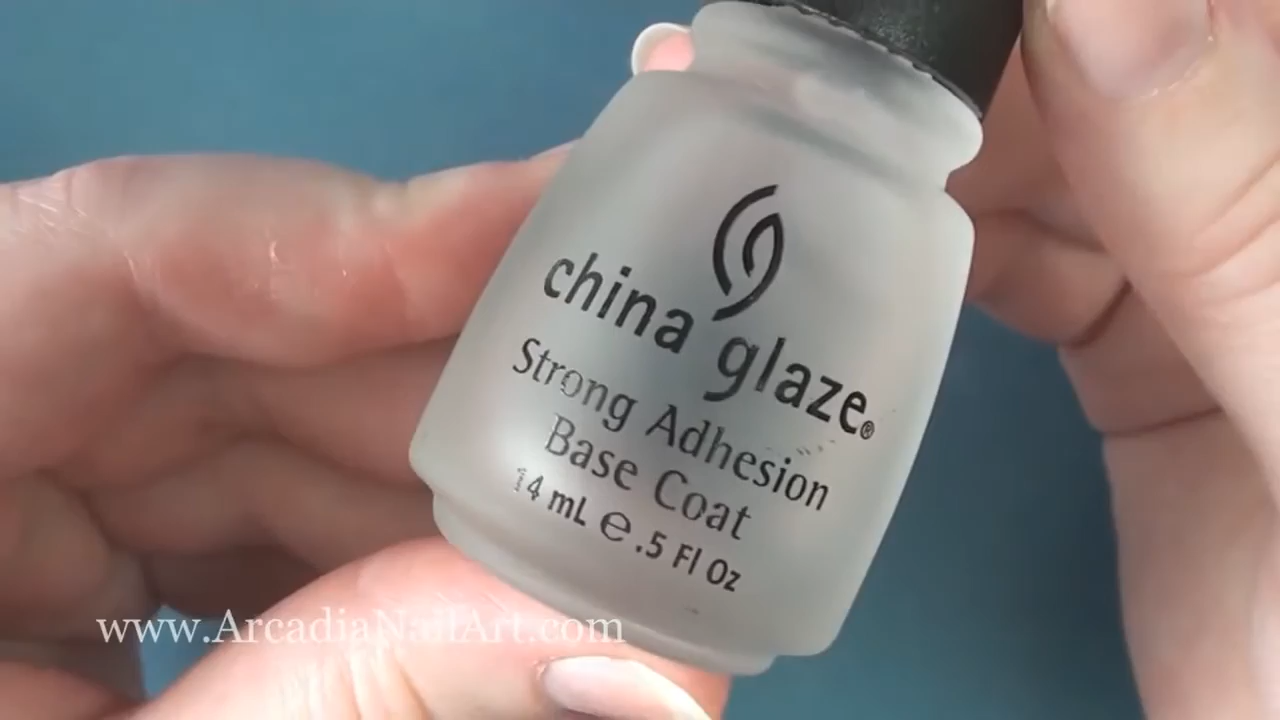 china glaze®
Strong Adhesion
Base Coat
14 mL ℮ .5 Fl Oz
www.ArcadiaNailArt.com